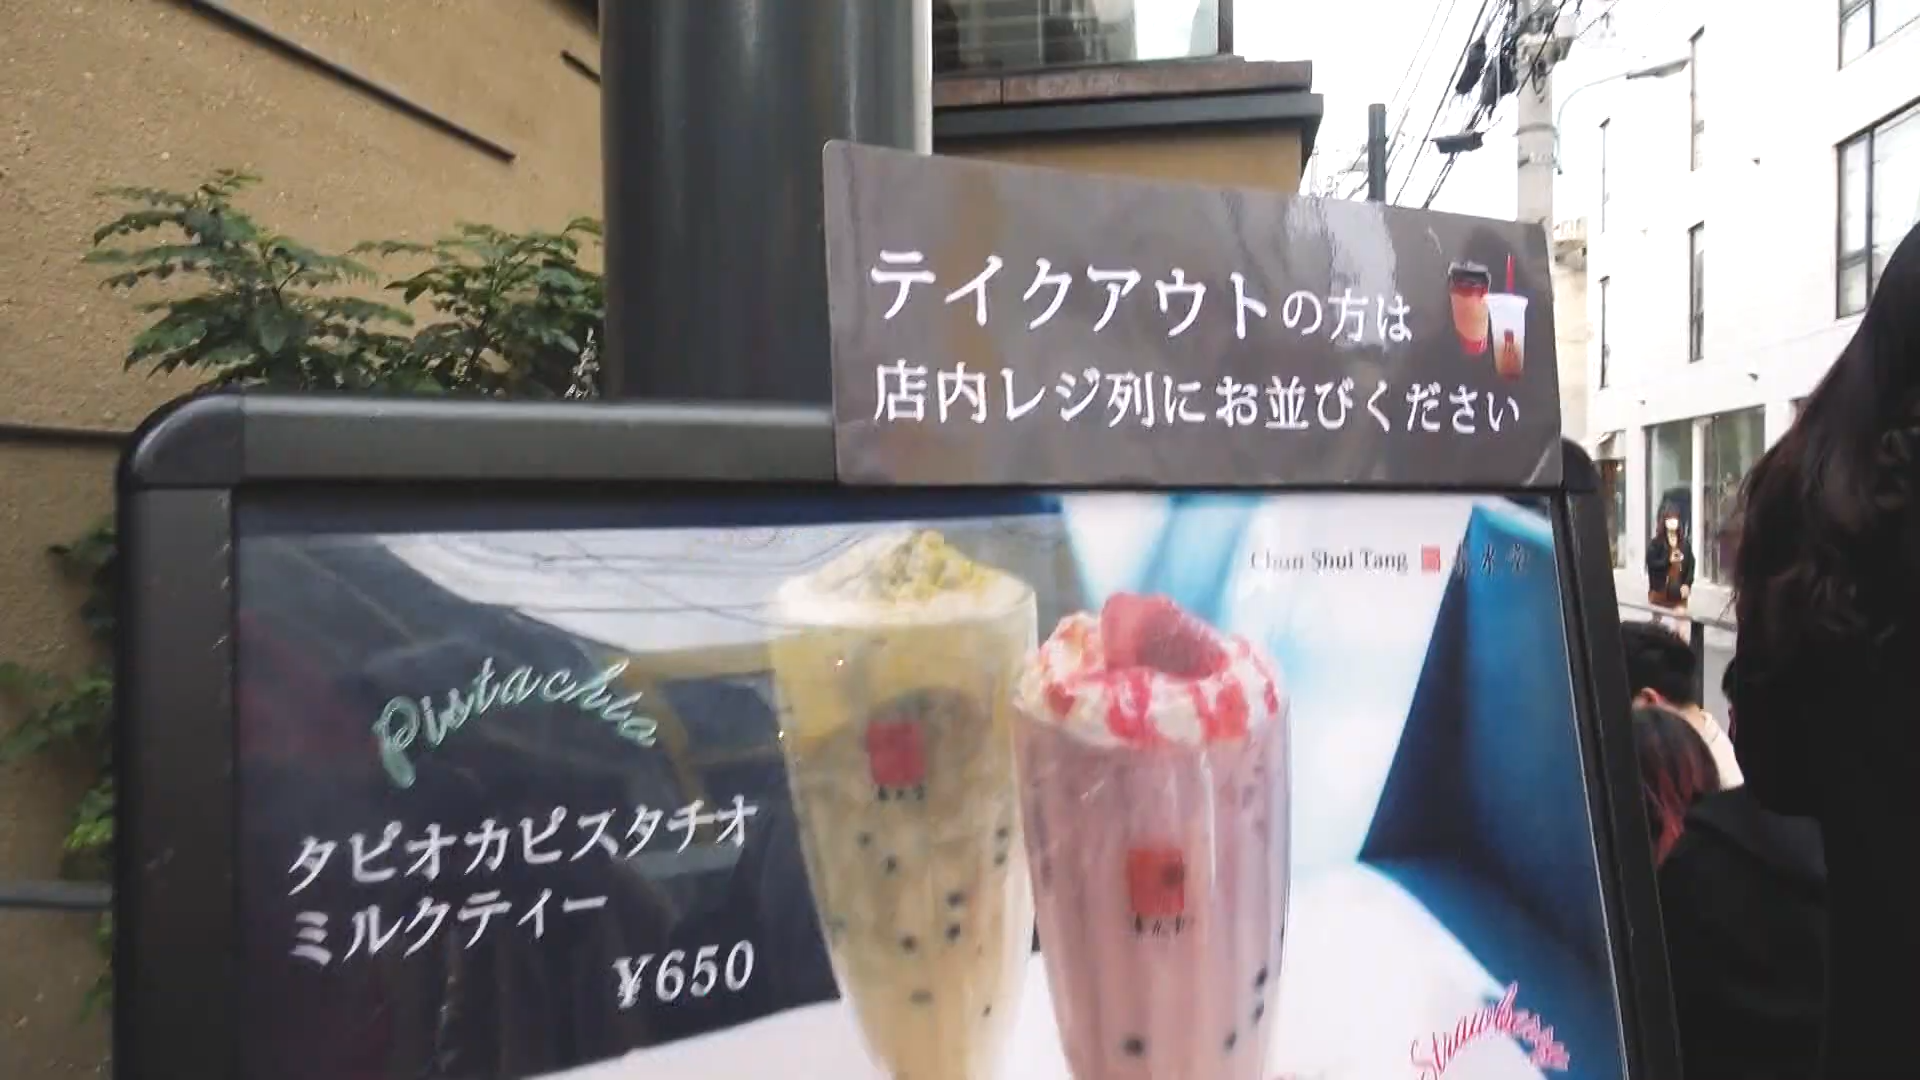 テイクアウトの方は
店内レジ列にお並びください
Chun Shui Tang 春水堂
Pistachio
タピオカピスタチオ
ミルクティー
¥650
Strawberry